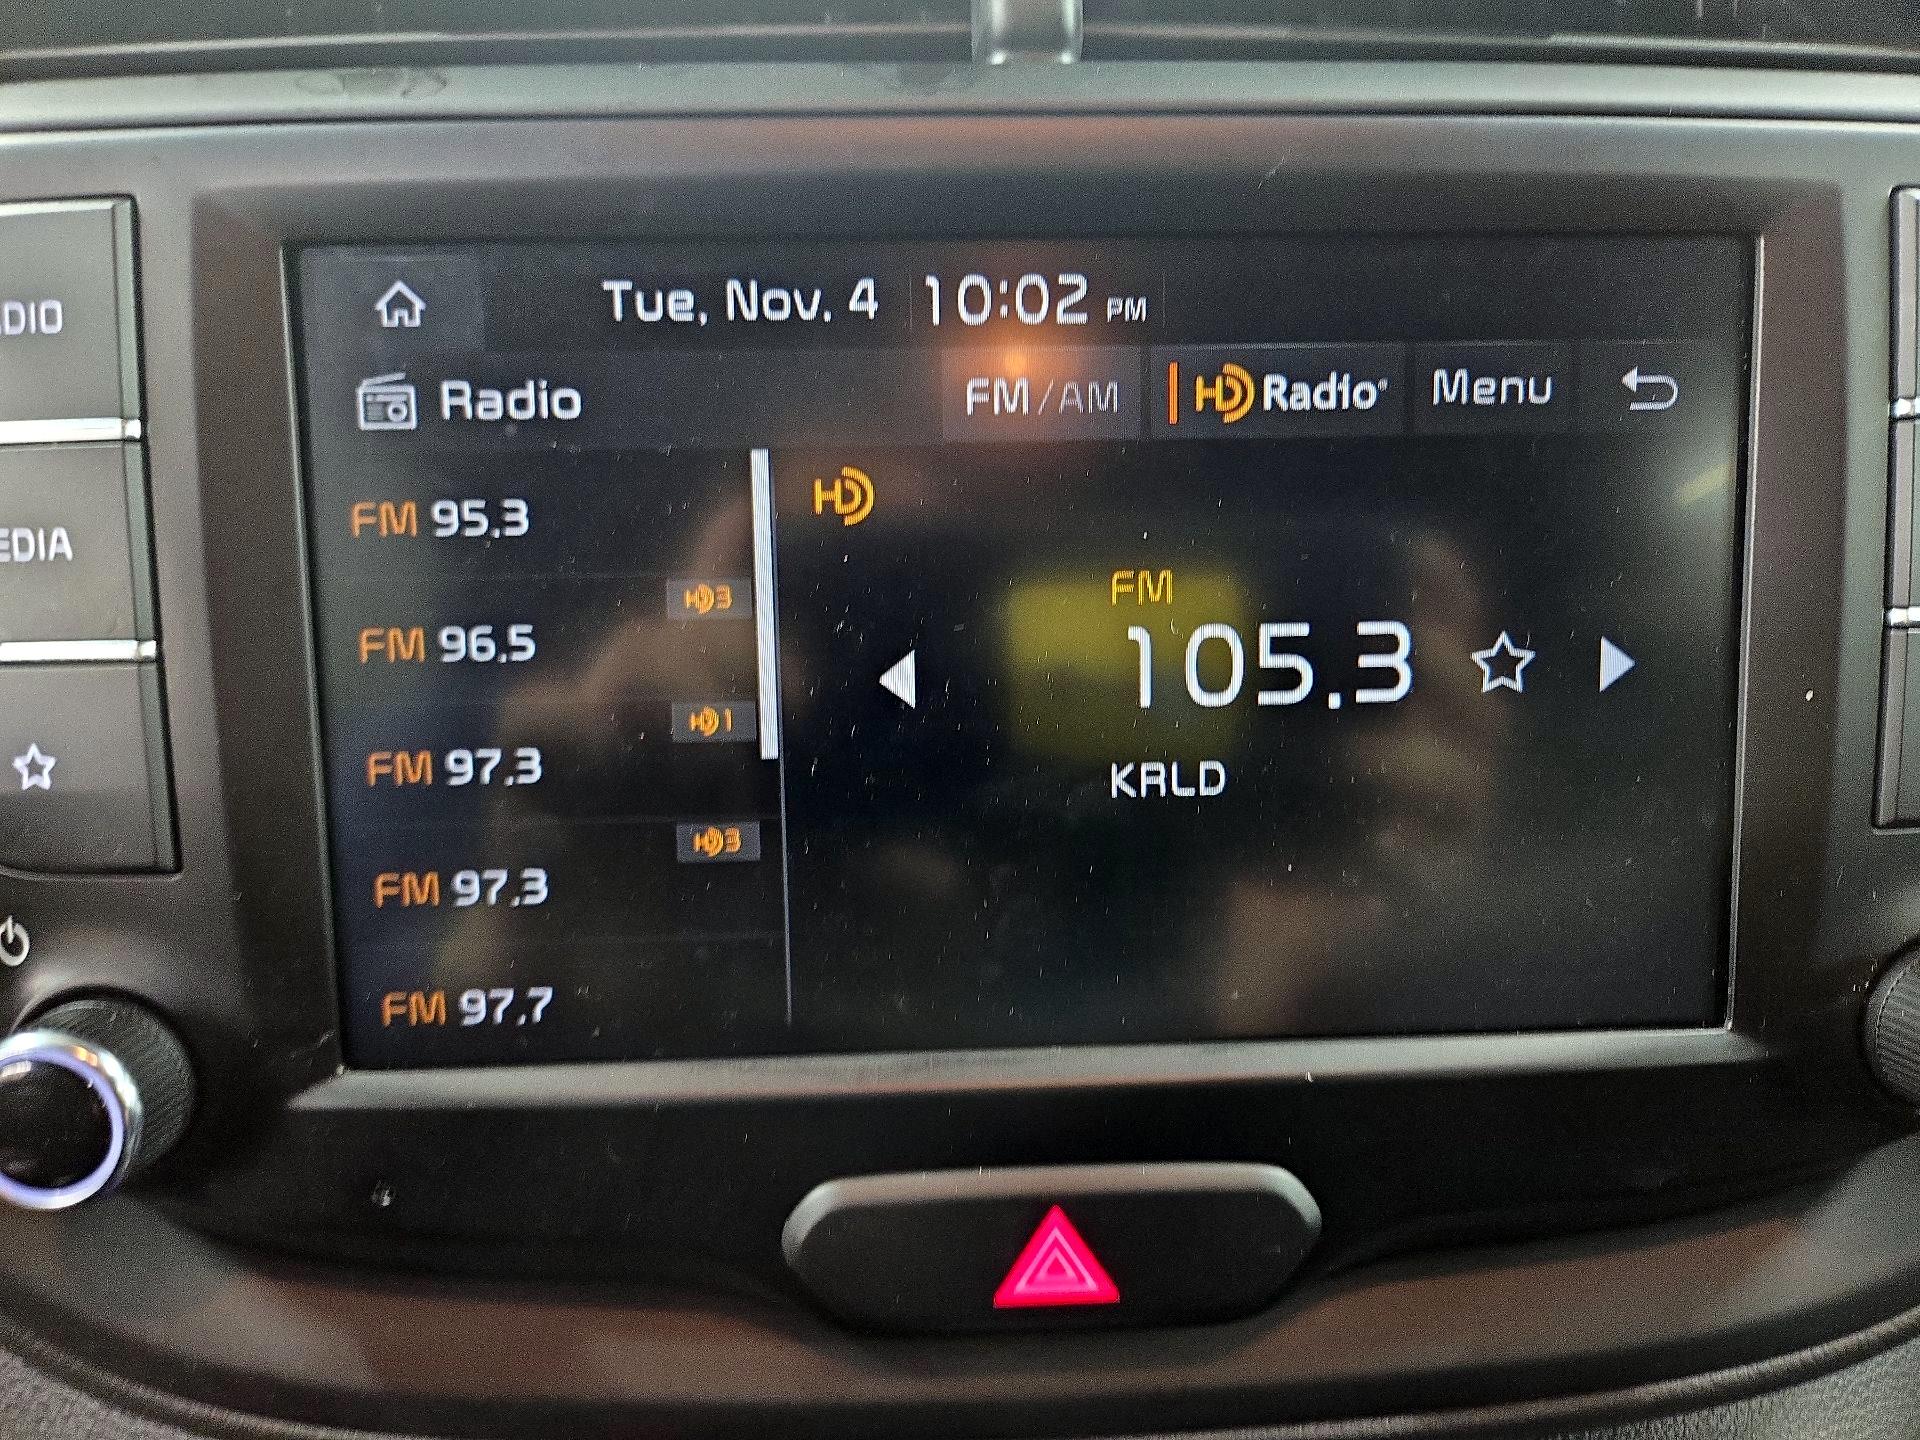 Tue, Nov. 4 10:02 PM
Radio FM/AM HD Radio® Menu
FM 95.3
HD3
FM 96.5
HD1
FM 97.3
HD3
FM 97.3
FM 97.7
HD
FM
105.3
KRLD
DIO
EDIA